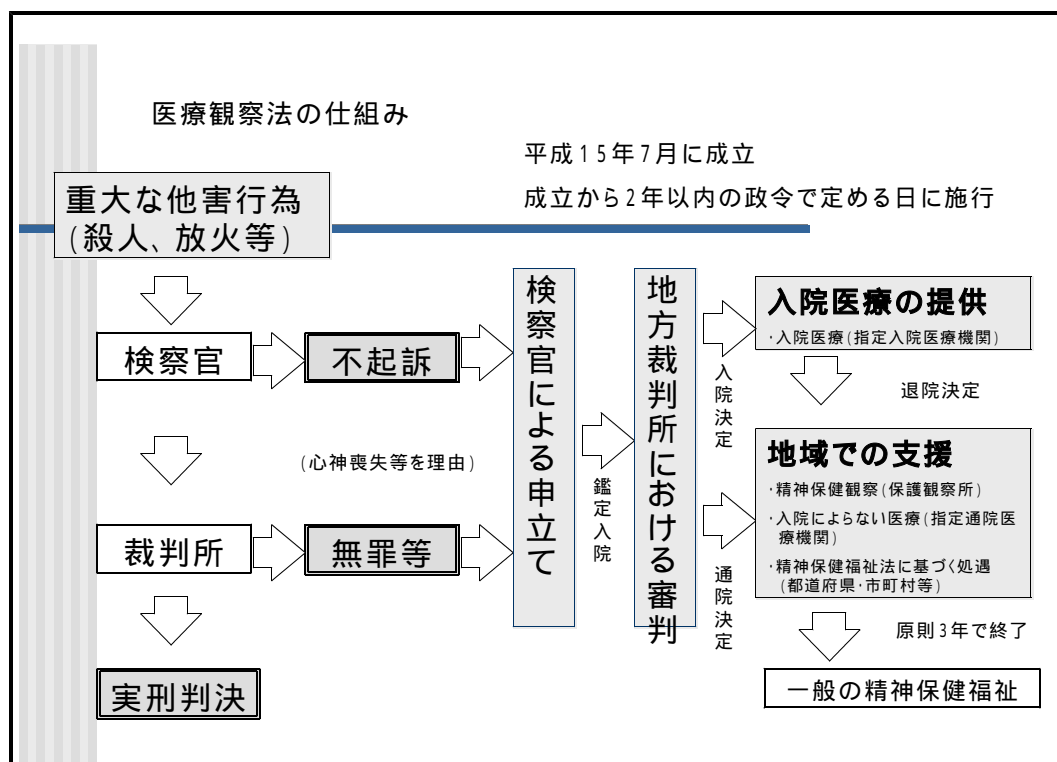 医療観察法の仕組み
平成15年7月に成立
成立から2年以内の政令で定める日に施行
重大な他害行為
(殺人、放火等)
検察官
不起訴
(心神喪失等を理由)
裁判所
無罪等
実刑判決
検察官による申立て
鑑定入院
地方裁判所における審判
入院決定
通院決定
入院医療の提供
・入院医療(指定入院医療機関)
退院決定
地域での支援
・精神保健観察(保護観察所)
・入院によらない医療(指定通院医
療機関)
・精神保健福祉法に基づく処遇
(都道府県・市町村等)
原則3年で終了
一般の精神保健福祉